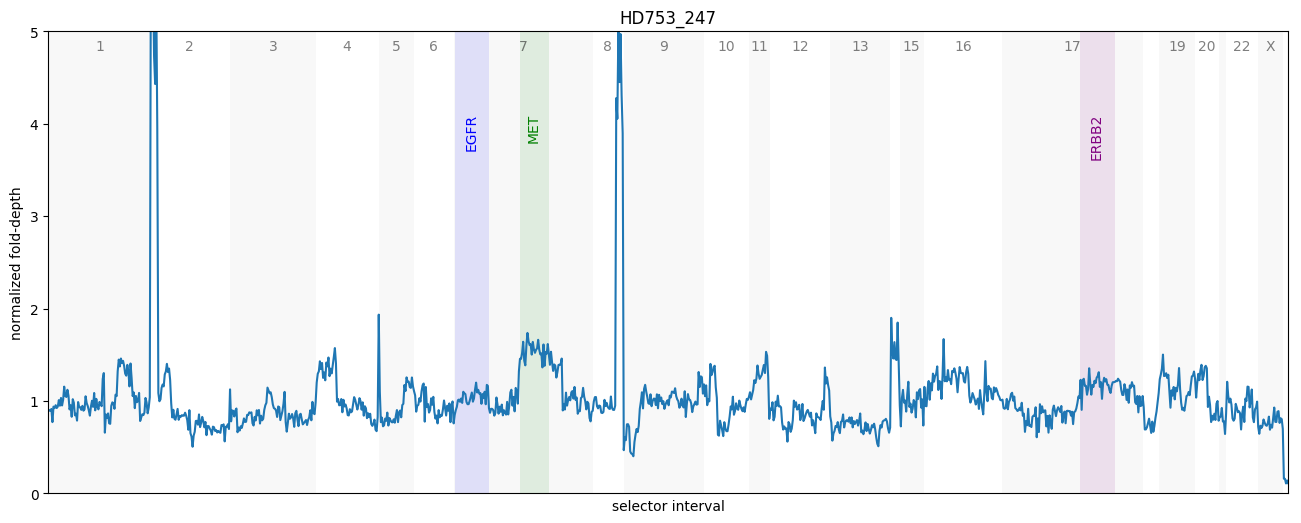 HD753_247
1 2 3 4 5 6 7 8 9 10 11 12 13 15 16 17 19 20 22 X
EGFR
MET
ERBB2
5
4
3
2
1
0
normalized fold-depth
selector interval